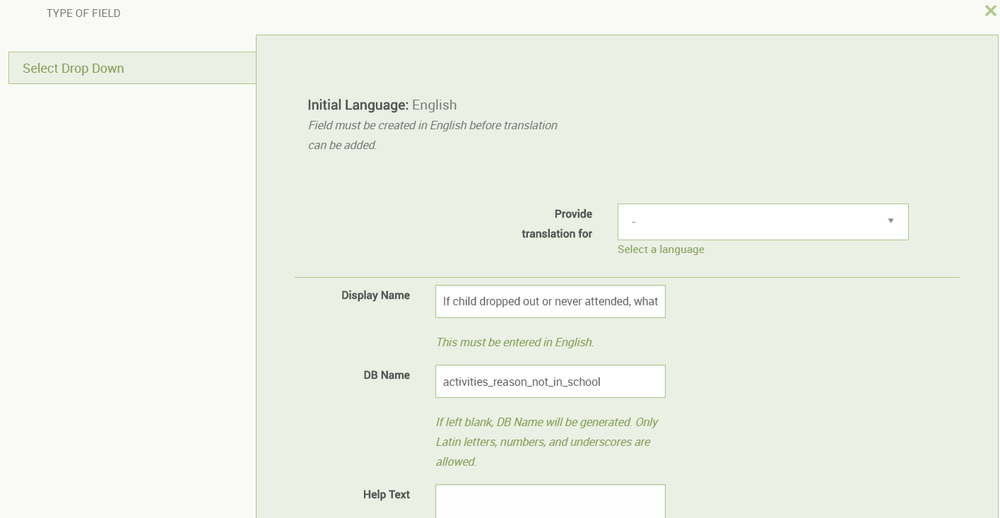 TYPE OF FIELD
Select Drop Down
Initial Language: English
Field must be created in English before translation
can be added.
Provide
translation for
-
Select a language
Display Name
If child dropped out or never attended, what
This must be entered in English.
DB Name
activities_reason_not_in_school
If left blank, DB Name will be generated. Only
Latin letters, numbers, and underscores are
allowed.
Help Text